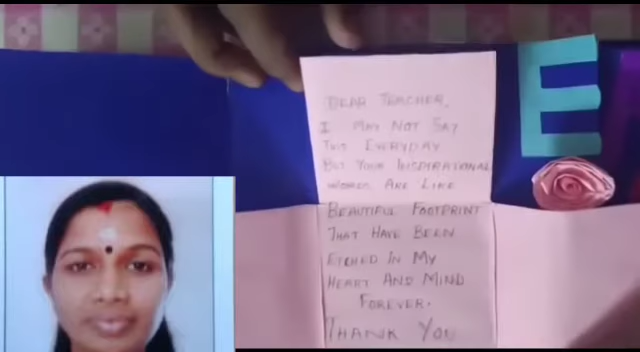 DEAR TEACHER,
I MAY NOT SAY
THIS EVERYDAY
BUT YOUR INSPIRATIONAL
WORDS ARE LIKE
BEAUTIFUL FOOTPRINT
THAT HAVE BEEN
ETCHED IN MY
HEART AND MIND
FOREVER.
THANK YOU
E